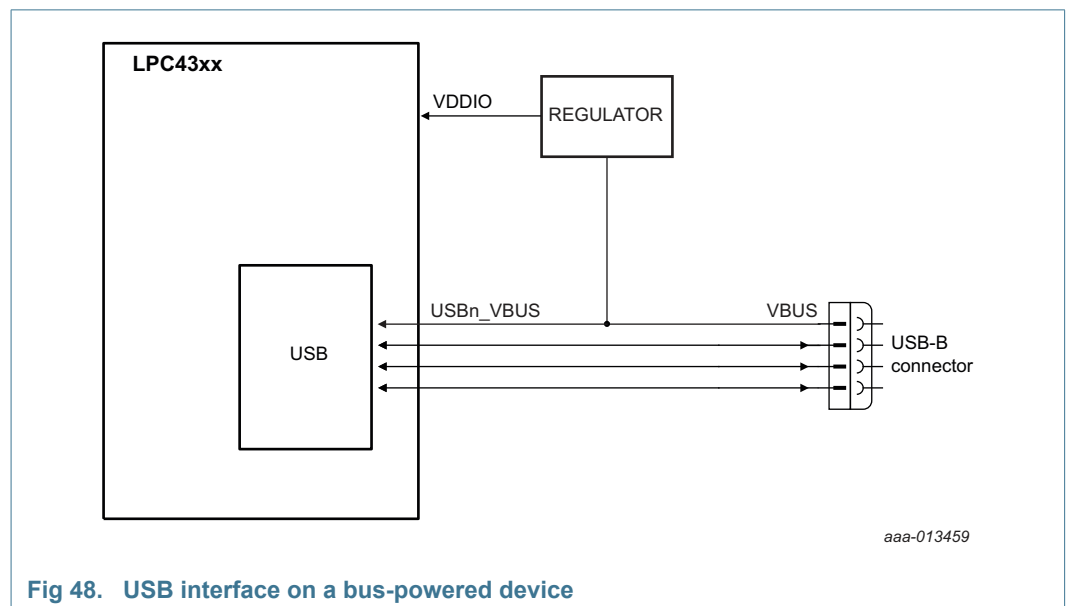 LPC43xx
VDDIO
REGULATOR
USBn_VBUS
VBUS
USB
USB-B
connector
aaa-013459
Fig 48. USB interface on a bus-powered device